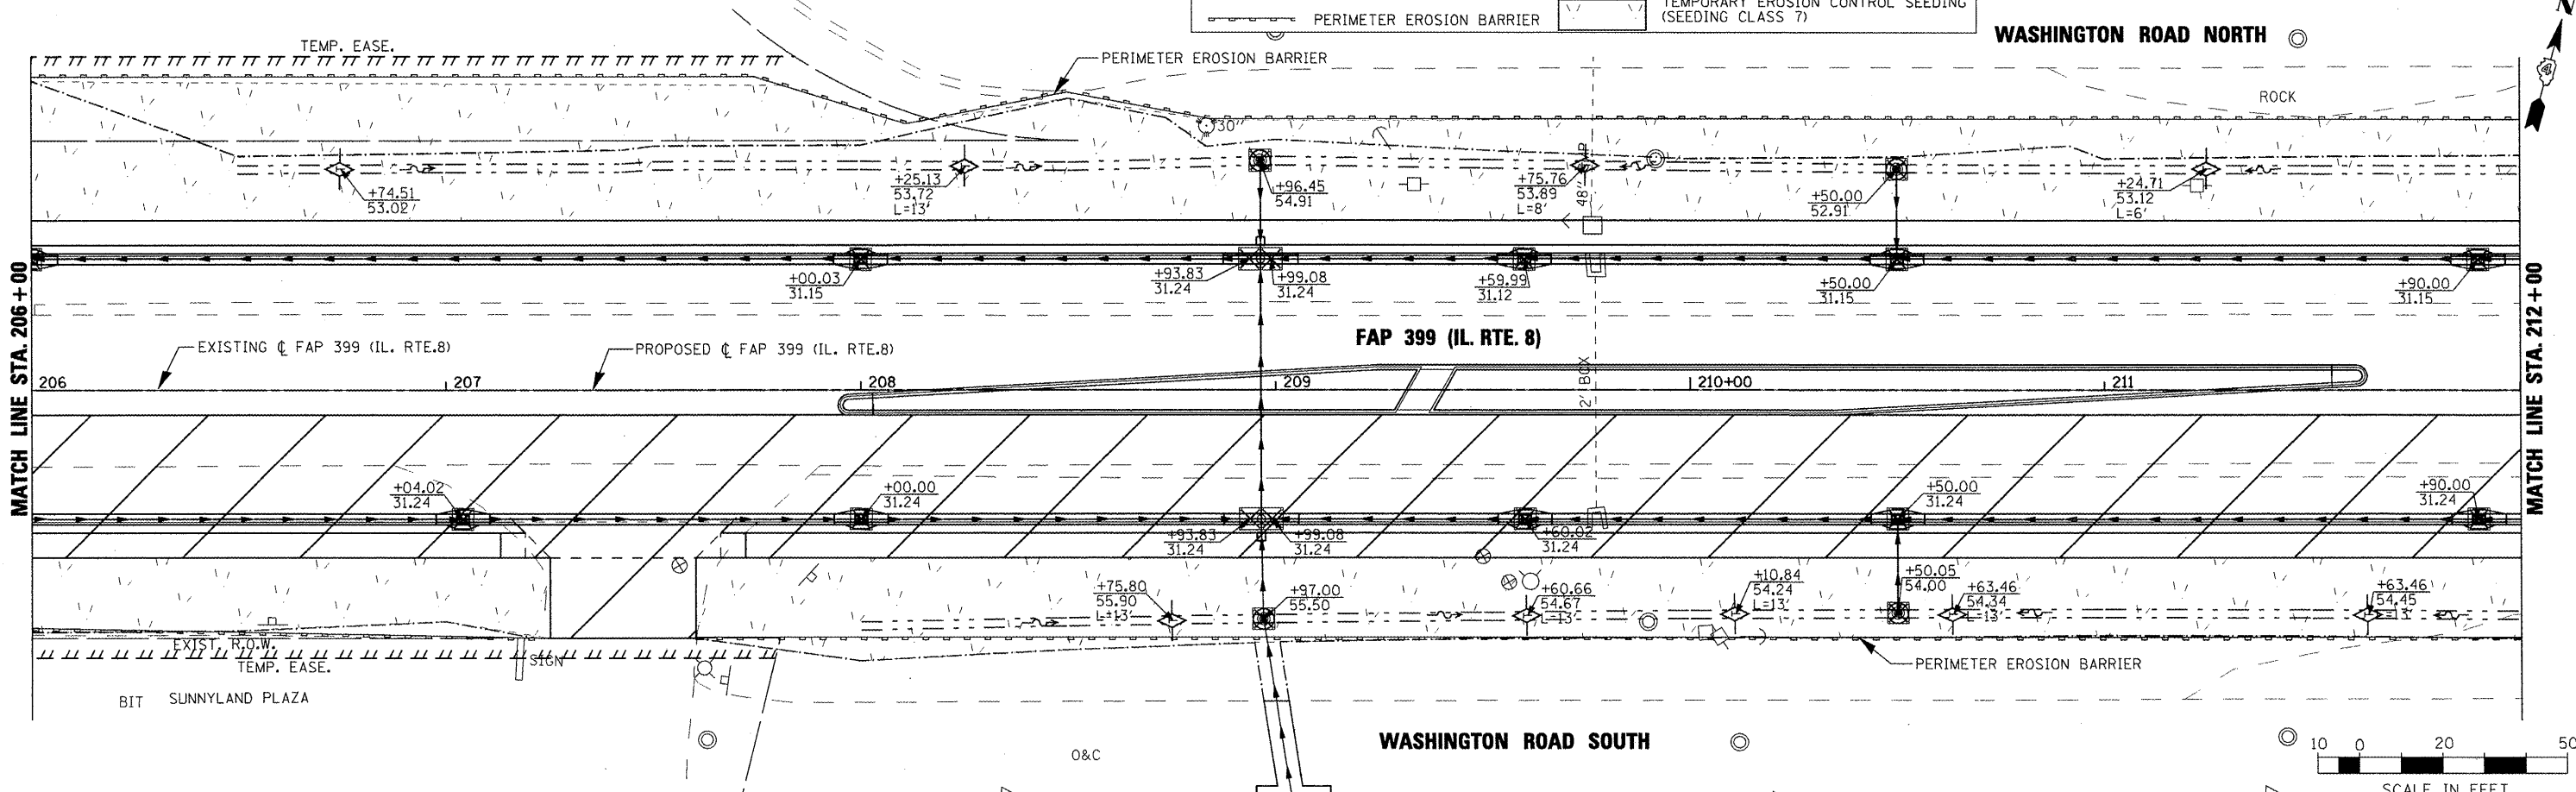 TEMPORARY EROSION CONTROL SEEDING
PERIMETER EROSION BARRIER
(SEEDING CLASS 7)
WASHINGTON ROAD NORTH
N
TEMP. EASE.
PERIMETER EROSION BARRIER
ROCK
30"
+74.51
53.02'
+25.13
53.72
L=13'
+96.45
54.91
+75.76
53.89
L=8'
48"
+50.00
52.91
+24.71
53.12
L=6'
+00.03
31.15
+93.83
31.24
+99.08
31.24
+59.99
31.12
+50.00
31.15
+90.00
31.15
MATCH LINE STA. 206+00
MATCH LINE STA. 212+00
FAP 399 (IL. RTE. 8)
EXISTING ℄ FAP 399 (IL. RTE.8)
PROPOSED ℄ FAP 399 (IL. RTE.8)
2' BOX
206
207
208
209
210+00
211
+04.02
31.24
+00.00
31.24
+93.83
31.24
+99.08
31.24
+60.02
31.24
+50.00
31.24
+90.00
31.24
+75.80
55.90
L=13'
+97.00
55.50
+60.66
54.67
L=13'
+10.84
54.24
L=13'
+50.05
54.00
+63.46
54.34
L=13'
+63.46
54.45
L=13'
EXIST. R.O.W.
TEMP. EASE.
SIGN
PERIMETER EROSION BARRIER
BIT SUNNYLAND PLAZA
O&C
WASHINGTON ROAD SOUTH
10 0 20 50
SCALE IN FEET